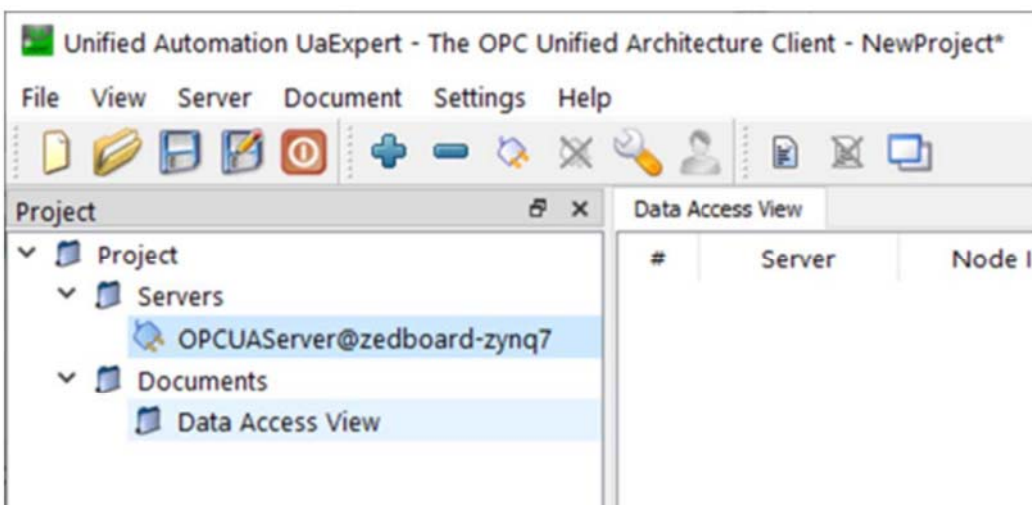 Unified Automation UaExpert - The OPC Unified Architecture Client - NewProject*
File View Server Document Settings Help
Project
Data Access View
Project
# Server Node I
Servers
OPCUAServer@zedboard-zynq7
Documents
Data Access View